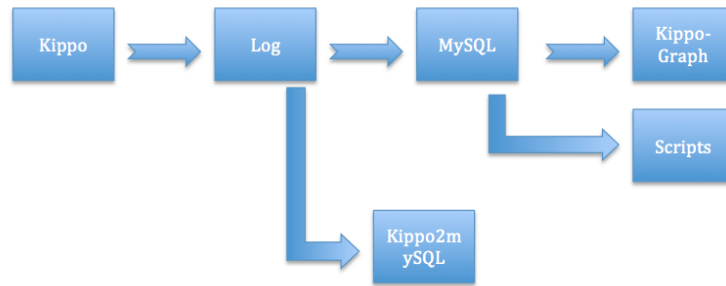 Kippo
Log
MySQL
Kippo-
Graph
Scripts
Kippo2m
ySQL